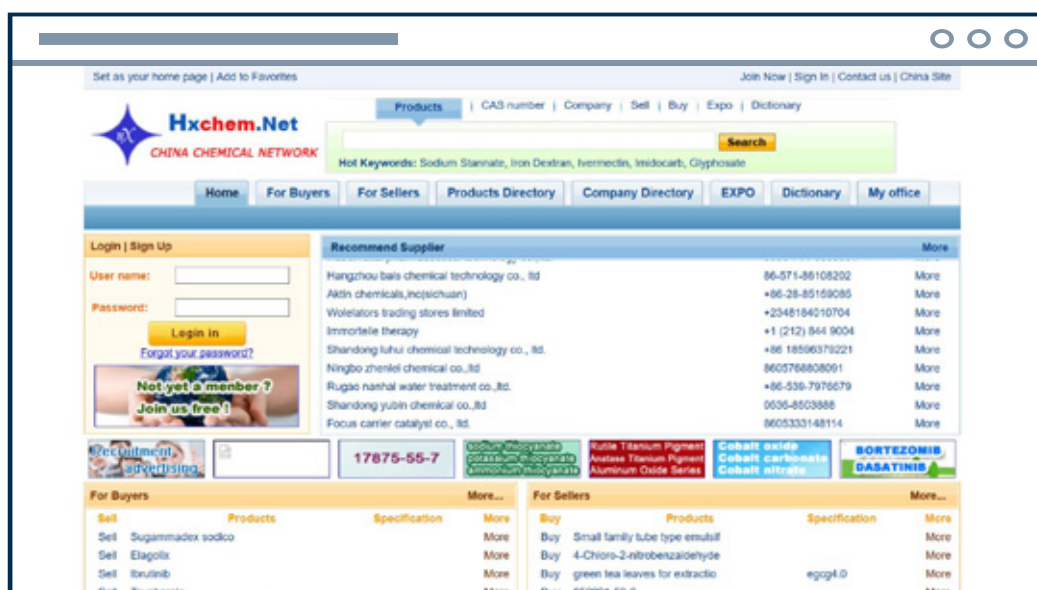 Set as your home page | Add to Favorites
Join Now | Sign In | Contact us | China Site
Hxchem.Net
CHINA CHEMICAL NETWORK
Products | CAS number | Company | Sell | Buy | Expo | Dictionary
Search
Hot Keywords: Sodium Stannate, Iron Dextran, Ivermectin, Imidocarb, Glyphosate
Home For Buyers For Sellers Products Directory Company Directory EXPO Dictionary My office
Login | Sign Up
User name:
Password:
Login in
Forgot your password?
Not yet a menber ?
Join us free !
Recommend Supplier More
Hangzhou bais chemical technology co., ltd 86-571-86108202 More
Aktin chemicals,inc(sichuan) +86-28-85159085 More
Wolelators trading stores limited +2348184010704 More
Immortelle therapy +1 (212) 844 9004 More
Shandong luhui chemical technology co., ltd. +86 18596379221 More
Ningbo zhenlei chemical co.,ltd 8605768808091 More
Rugao nanhai water treatment co.,ltd. +86-539-7976679 More
Shandong yubin chemical co.,ltd 0536-8503888 More
Focus carrier catalyst co., ltd. 8605333148114 More
Recruitment
advertising
17875-55-7
sodium thiocyanate
potassium thiocyanate
ammonium thiocyanate
Rutile Titanium Pigment
Anatase Titanium Pigment
Aluminum Oxide Series
Cobalt oxide
Cobalt carbonate
Cobalt nitrate
BORTEZOMIB
DASATINIB
For Buyers More...
Sell Products Specification More
Sell Sugammadex sodico More
Sell Elagolix More
Sell Ibrutinib More
For Sellers More...
Buy Products Specification More
Buy Small family tube type emulsif More
Buy 4-Chloro-2-nitrobenzaldehyde More
Buy green tea leaves for extractio egcg4.0 More